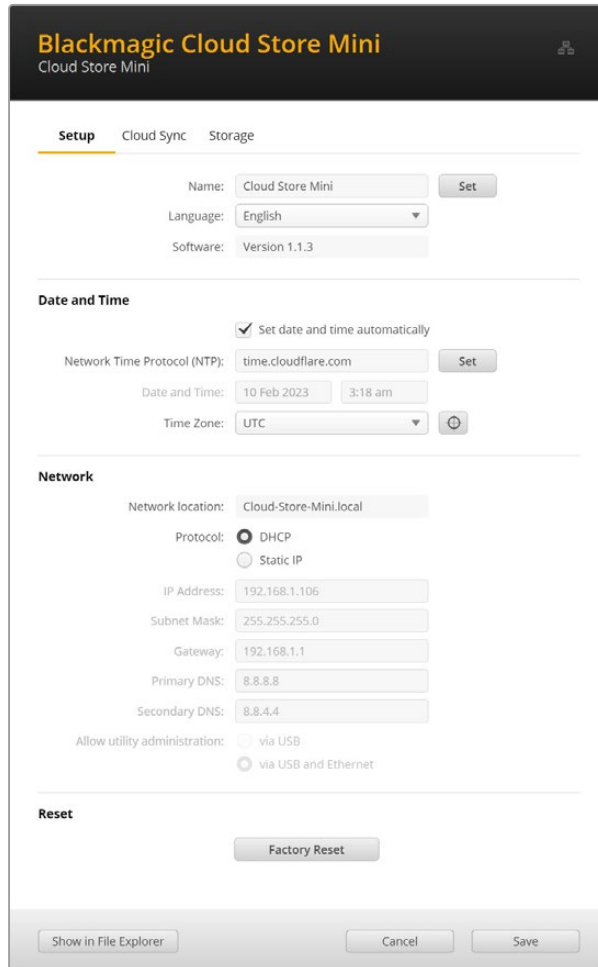 Blackmagic Cloud Store Mini
Cloud Store Mini
Setup Cloud Sync Storage
Name: Cloud Store Mini Set
Language: English
Software: Version 1.1.3
Date and Time
Set date and time automatically
Network Time Protocol (NTP): time.cloudflare.com Set
Date and Time: 10 Feb 2023 3:18 am
Time Zone: UTC
Network
Network location: Cloud-Store-Mini.local
Protocol: DHCP
Static IP
IP Address: 192.168.1.106
Subnet Mask: 255.255.255.0
Gateway: 192.168.1.1
Primary DNS: 8.8.8.8
Secondary DNS: 8.8.4.4
Allow utility administration: via USB
via USB and Ethernet
Reset
Factory Reset
Show in File Explorer Cancel Save